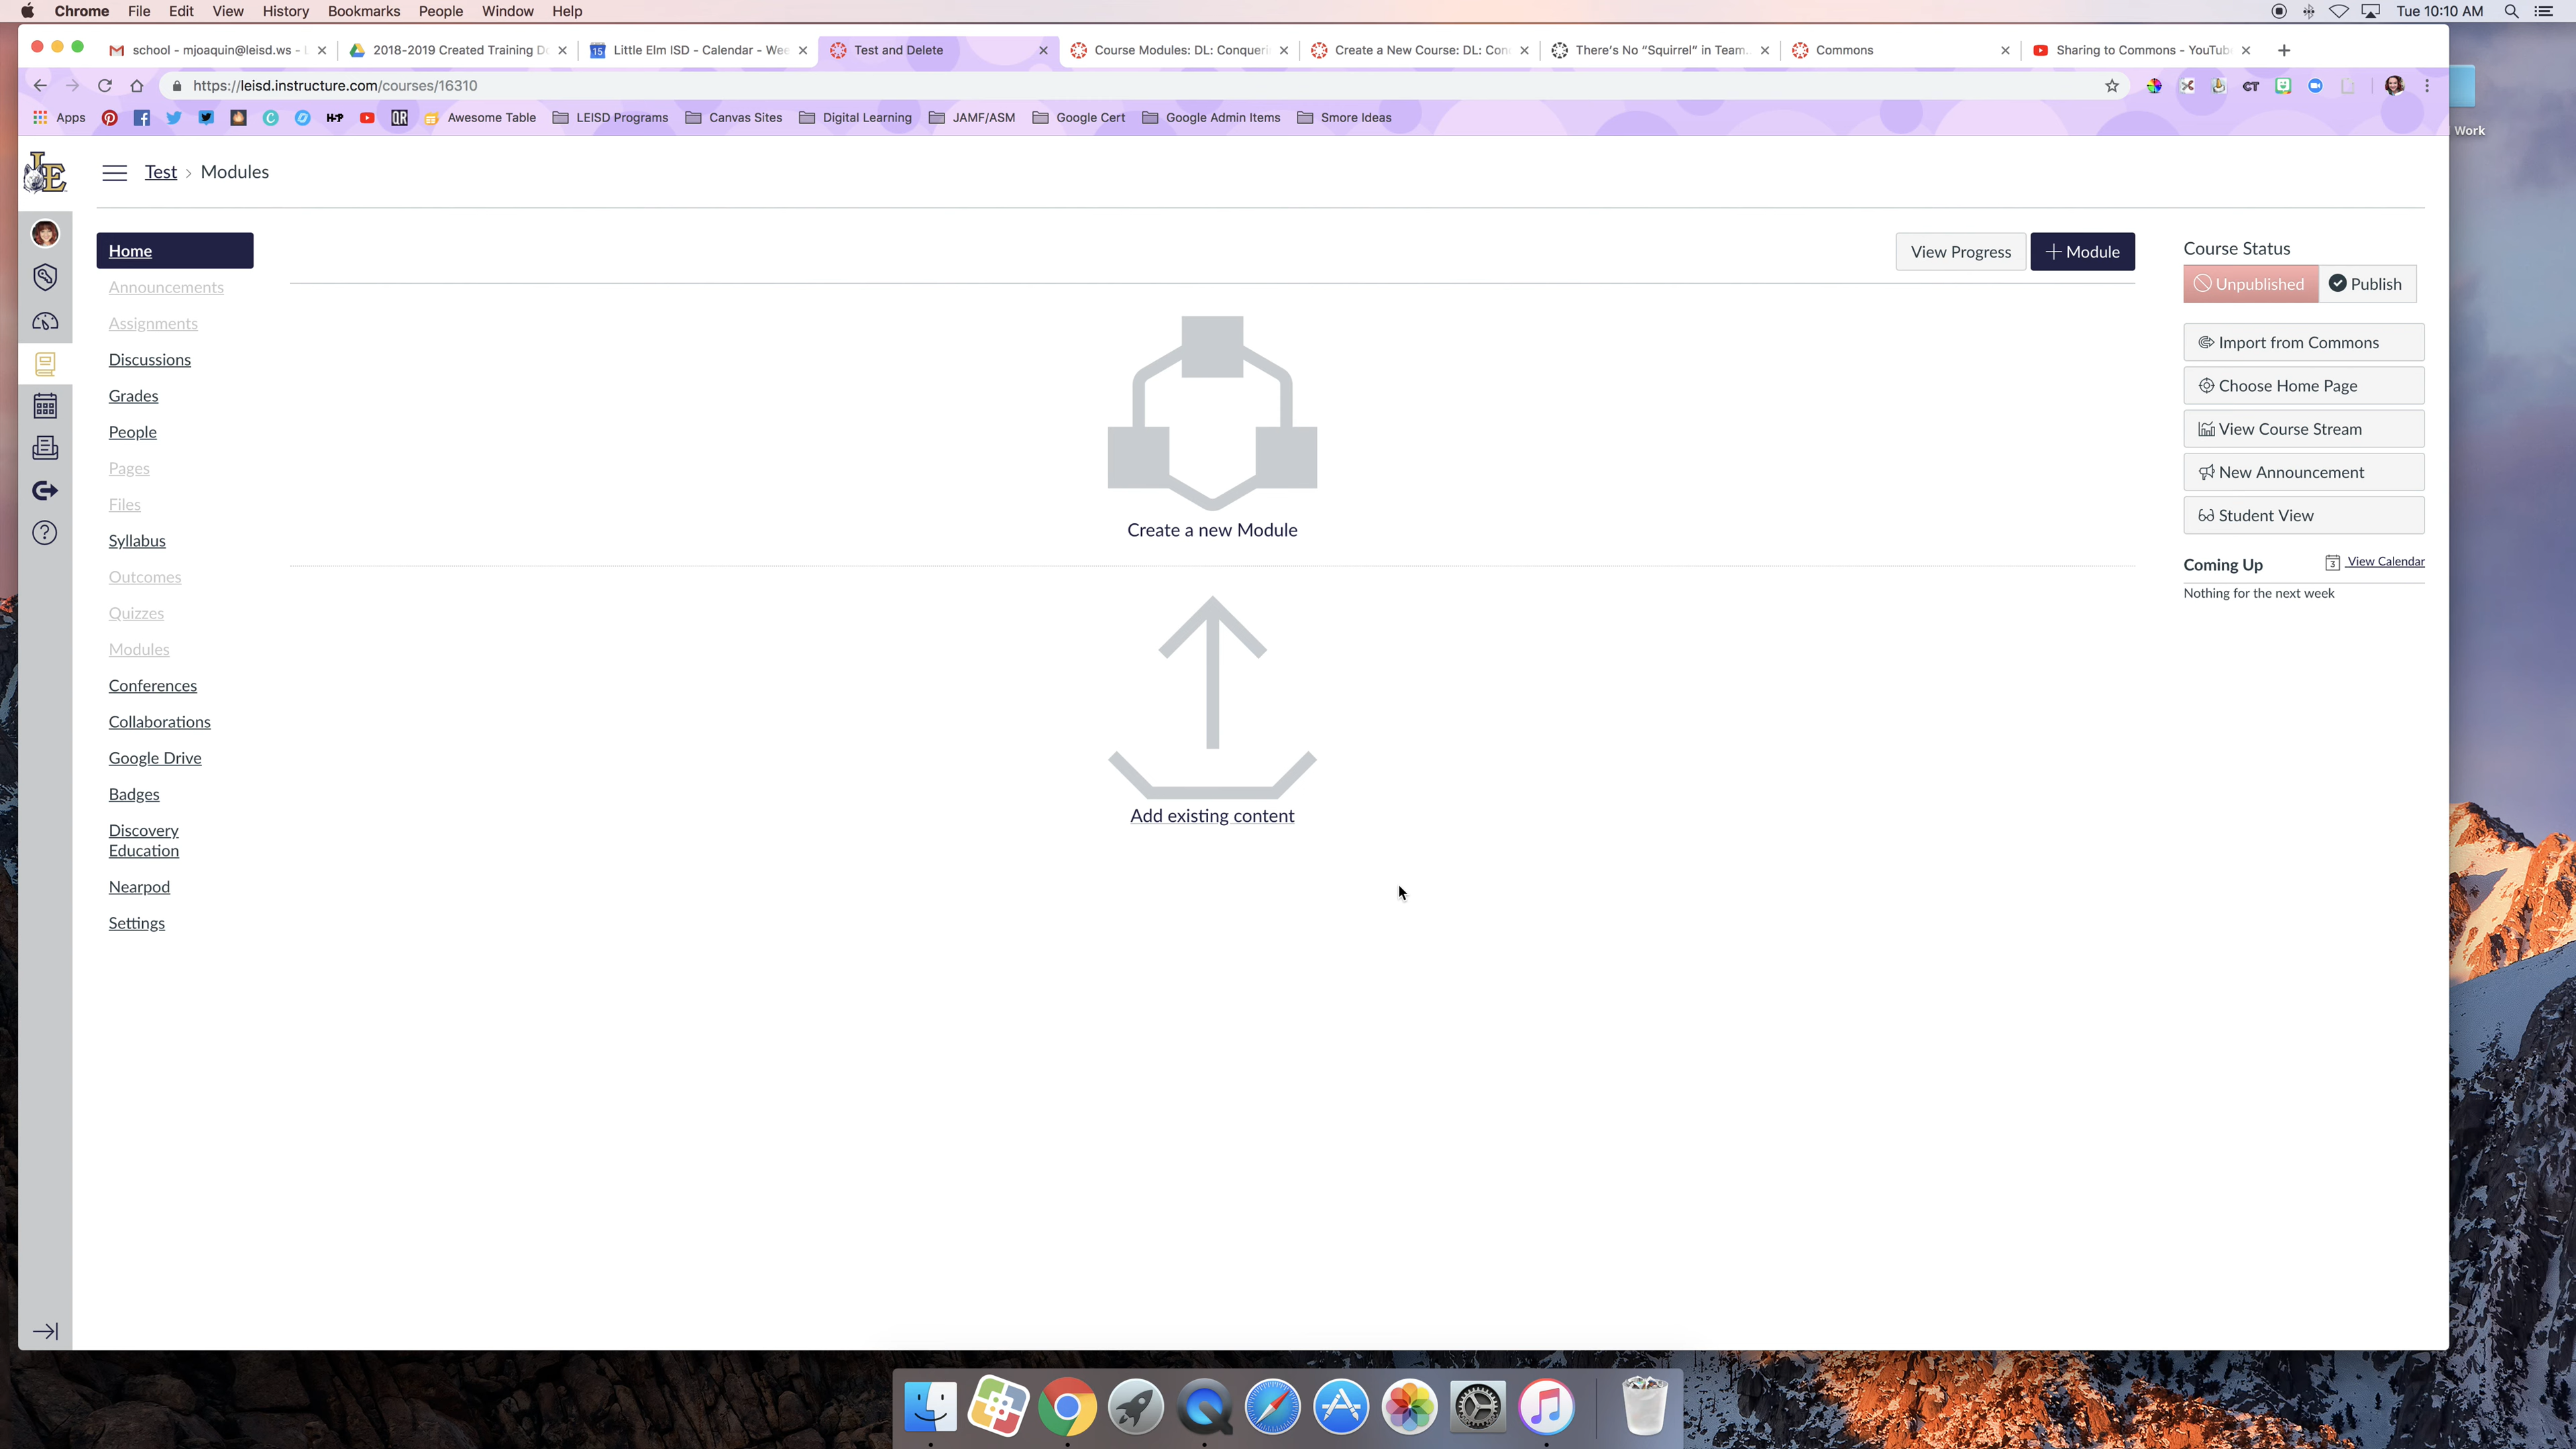 Chrome File Edit View History Bookmarks People Window Help Tue 10:10 AM
school - mjoaquin@leisd.ws - 2018-2019 Created Training D Little Elm ISD - Calendar - Wee Test and Delete Course Modules: DL: Conqueri Create a New Course: DL: Con There's No “Squirrel” in Team. Commons Sharing to Commons - YouTub
https://leisd.instructure.com/courses/16310
Apps Awesome Table LEISD Programs Canvas Sites Digital Learning JAMF/ASM Google Cert Google Admin Items Smore Ideas
Work
Test › Modules
Home
Announcements
Assignments
Discussions
Grades
People
Pages
Files
Syllabus
Outcomes
Quizzes
Modules
Conferences
Collaborations
Google Drive
Badges
Discovery
Education
Nearpod
Settings
View Progress + Module
Create a new Module
Add existing content
Course Status
Unpublished Publish
Import from Commons
Choose Home Page
View Course Stream
New Announcement
Student View
Coming Up View Calendar
Nothing for the next week